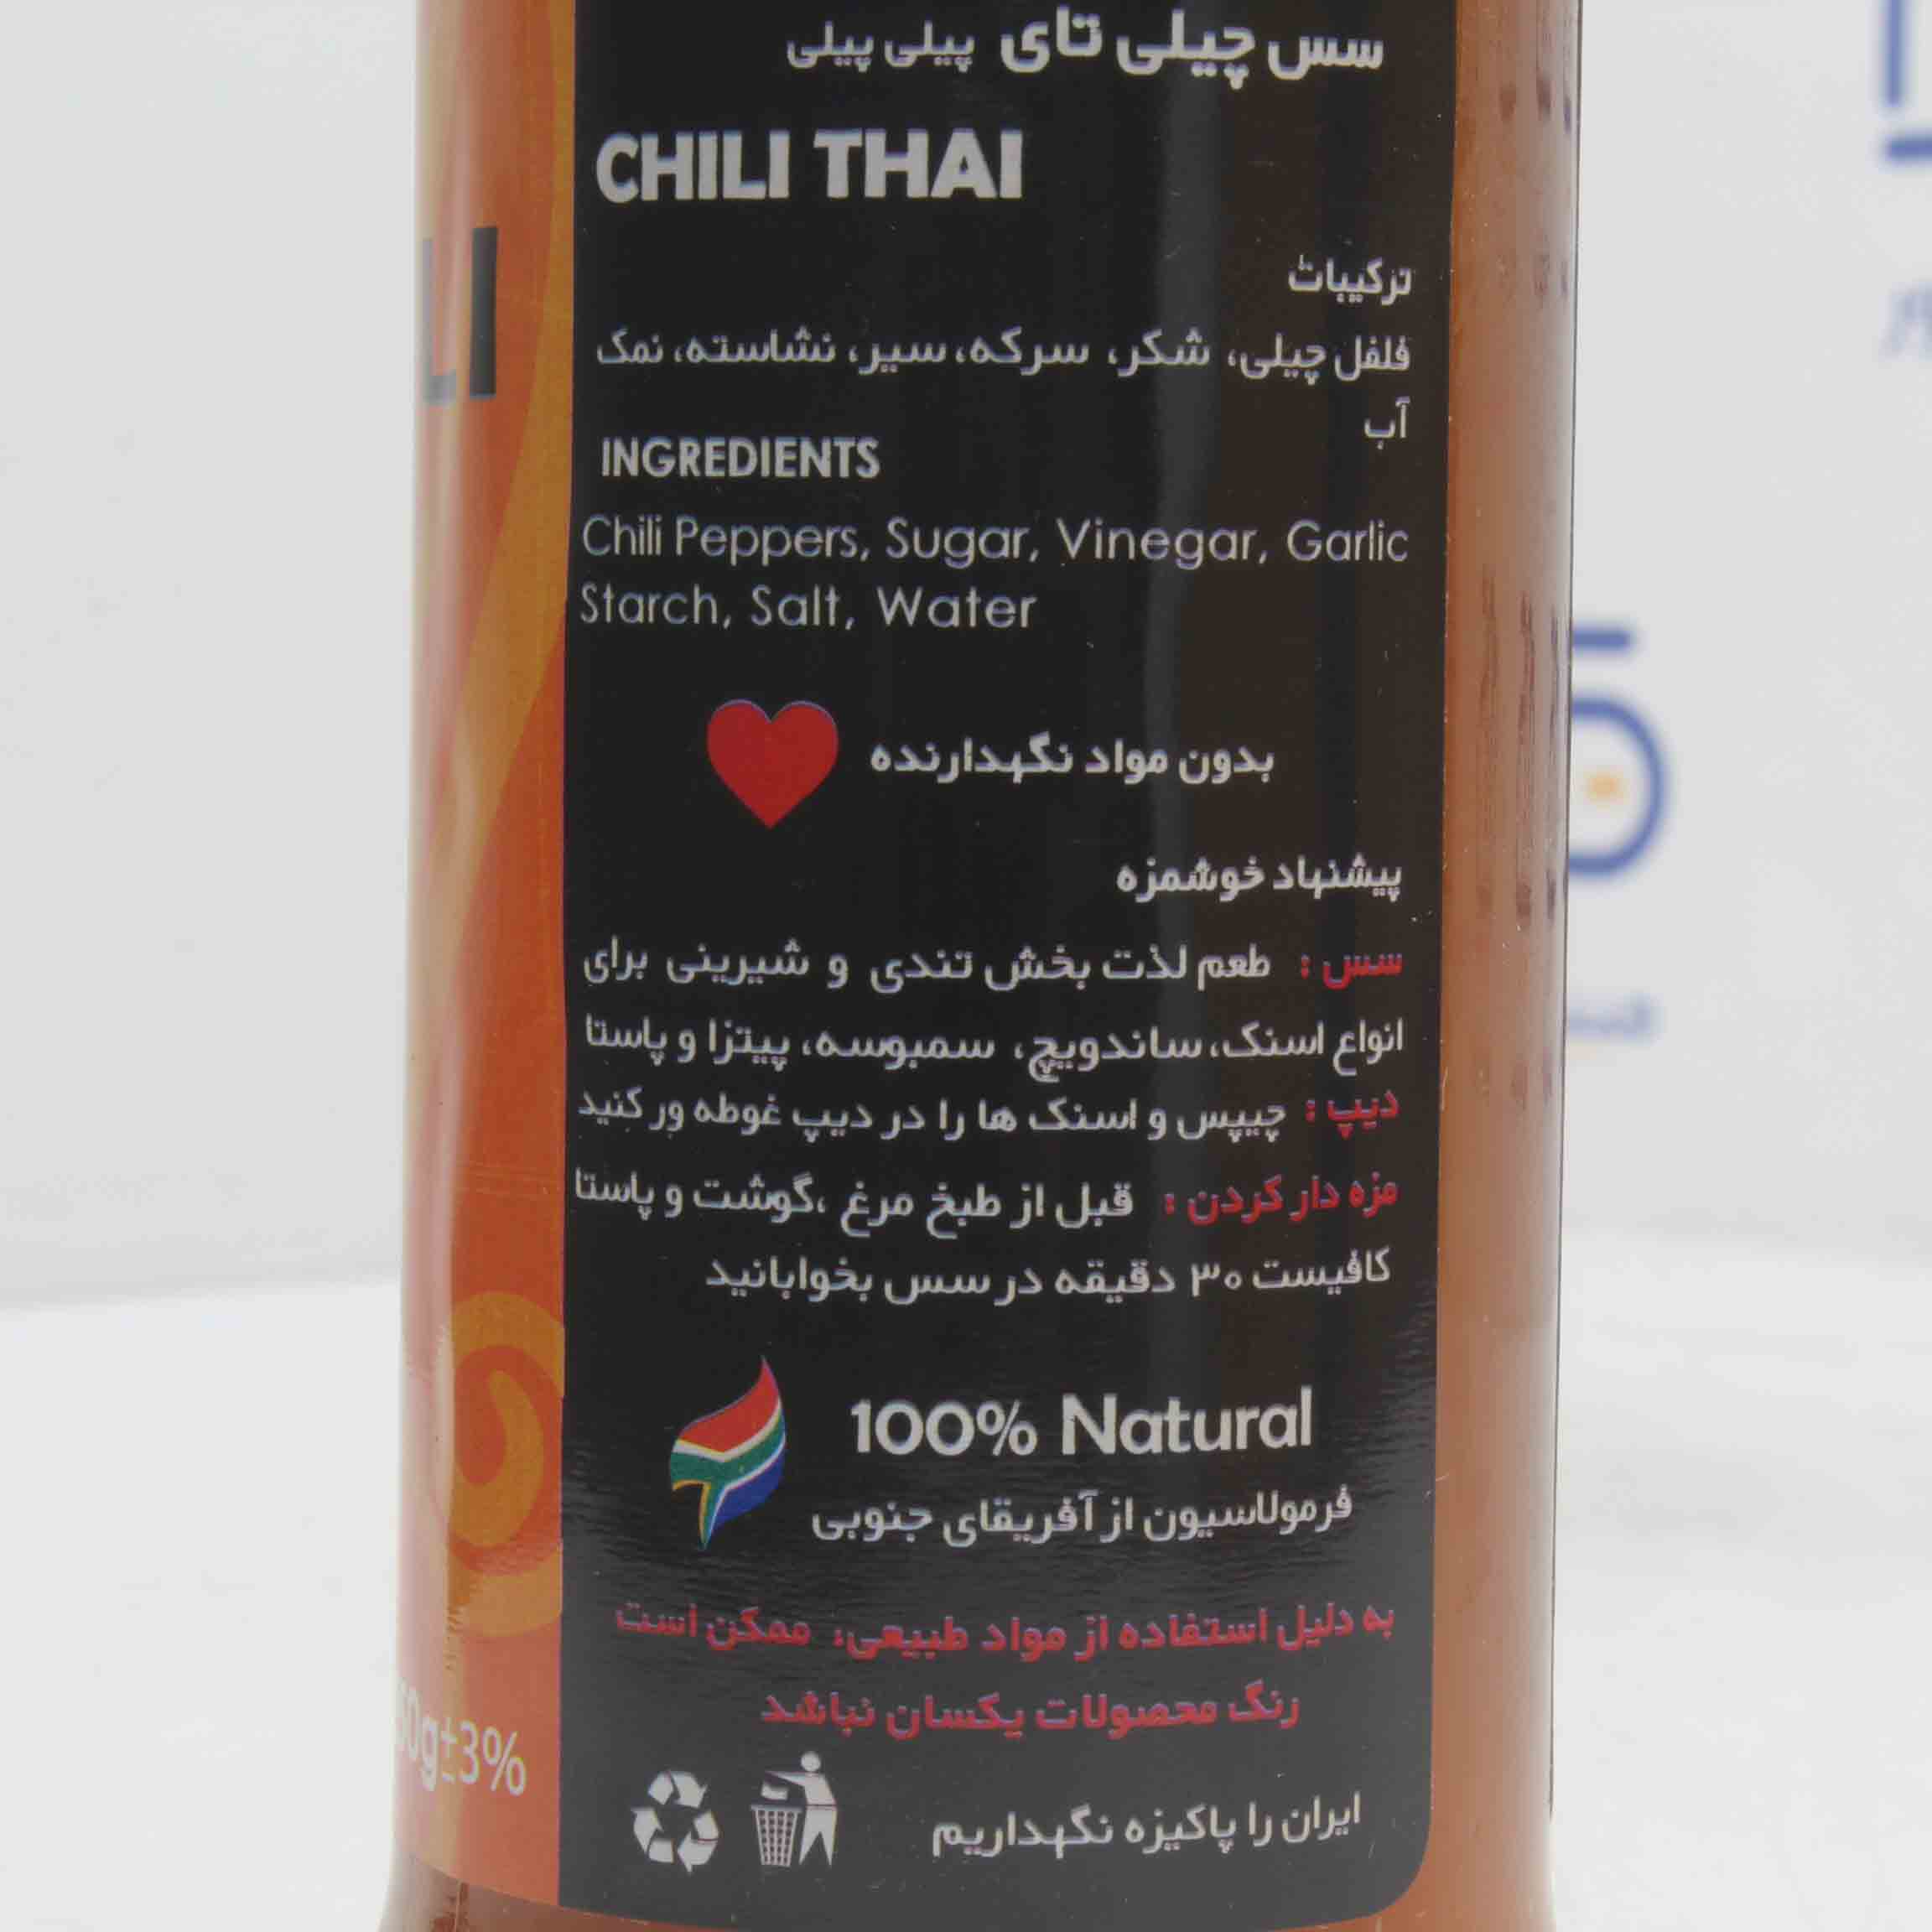 سس چیلی تای پیلی پیلی
CHILI THAI
ترکیبات
فلفل چیلی، شکر، سرکه، سیر، نشاسته، نمک
آب
INGREDIENTS
Chili Peppers, Sugar, Vinegar, Garlic
Starch, Salt, Water
بدون مواد نگهدارنده
پیشنهاد خوشمزه
سس : طعم لذت بخش تندی و شیرینی برای
انواع اسنک، ساندویچ، سمبوسه، پیتزا و پاستا
دیپ : چیپس و اسنک ها را در دیپ غوطه ور کنید
مزه دار کردن : قبل از طبخ مرغ ،گوشت و پاستا
کافیست ۳۰ دقیقه در سس بخوابانید
100% Natural
فرمولاسیون از آفریقای جنوبی
به دلیل استفاده از مواد طبیعی؛ ممکن است
رنگ محصولات یکسان نباشد
ایران را پاکیزه نگهداریم
LI
60g±3%